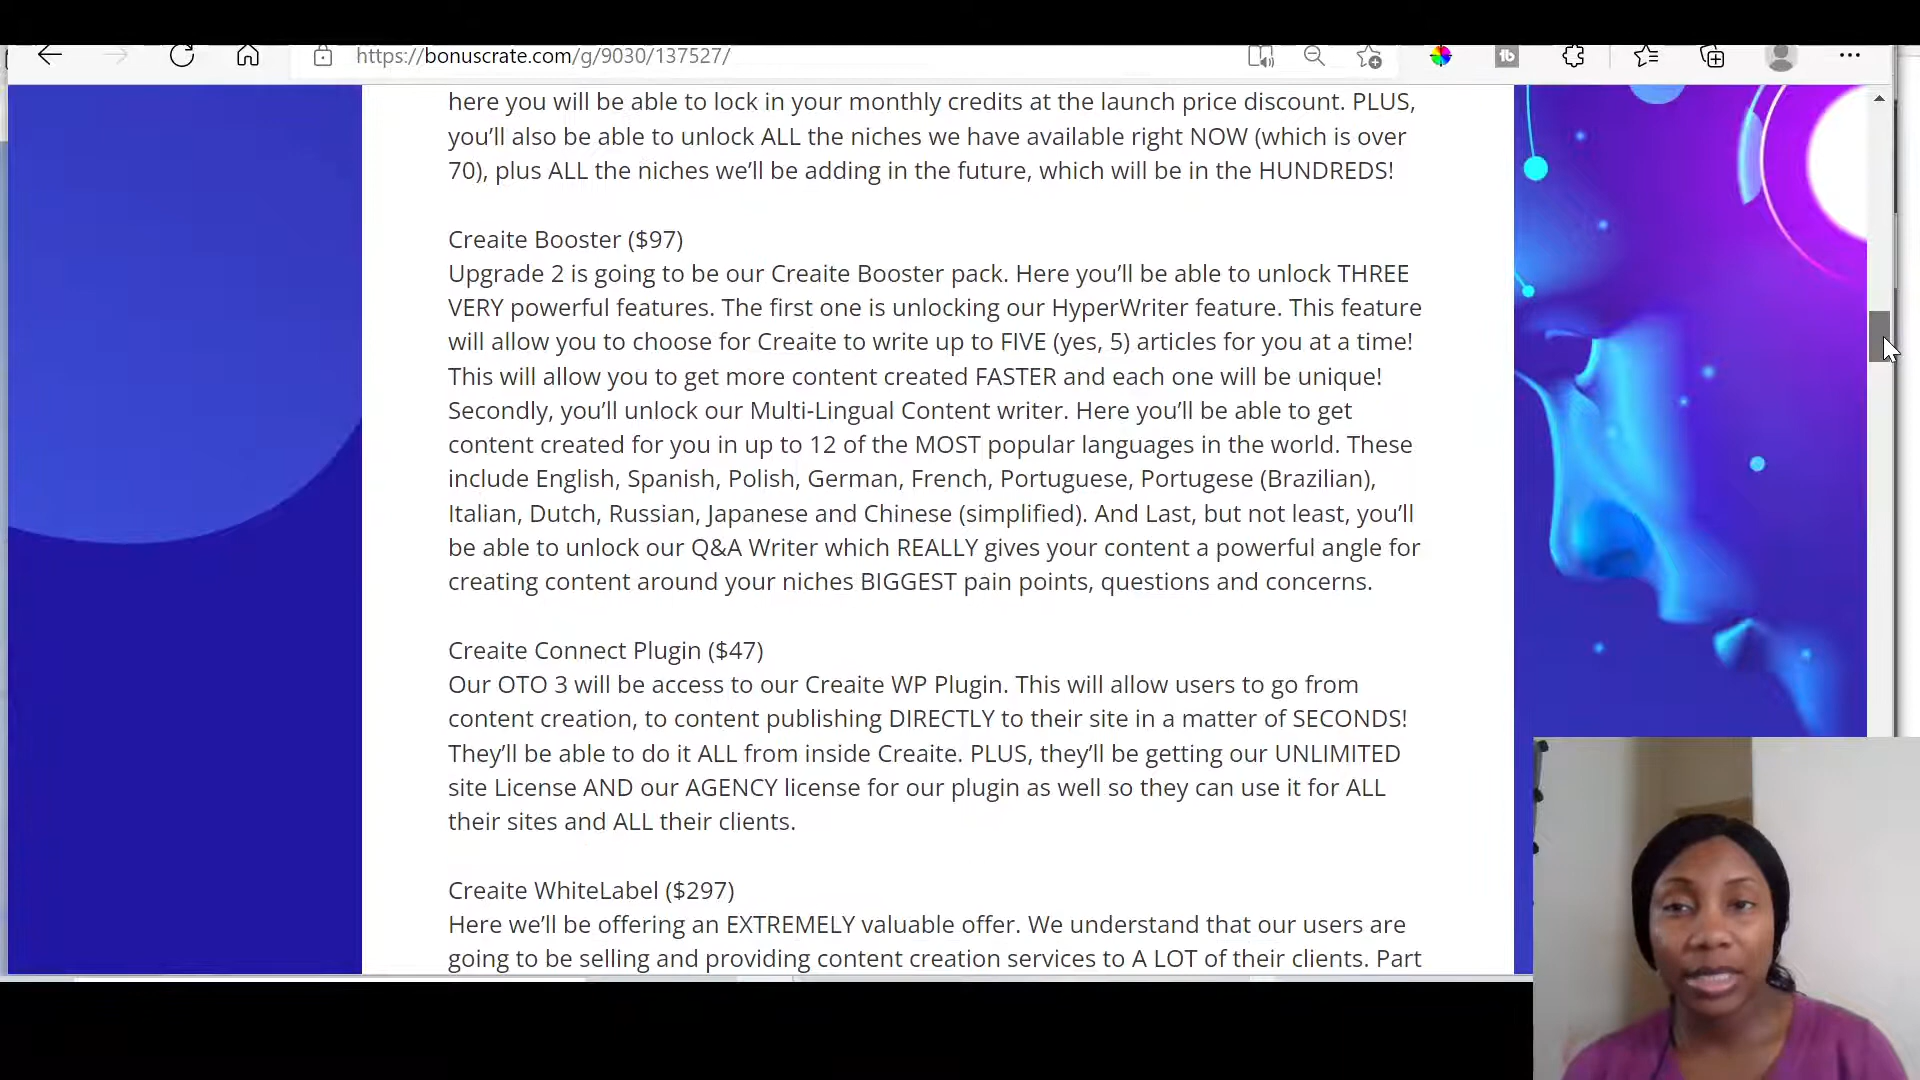 https://bonuscrate.com/g/9030/137527/
here you will be able to lock in your monthly credits at the launch price discount. PLUS,
you’ll also be able to unlock ALL the niches we have available right NOW (which is over
70), plus ALL the niches we’ll be adding in the future, which will be in the HUNDREDS!
Creaite Booster ($97)
Upgrade 2 is going to be our Creaite Booster pack. Here you’ll be able to unlock THREE
VERY powerful features. The first one is unlocking our HyperWriter feature. This feature
will allow you to choose for Creaite to write up to FIVE (yes, 5) articles for you at a time!
This will allow you to get more content created FASTER and each one will be unique!
Secondly, you’ll unlock our Multi-Lingual Content writer. Here you’ll be able to get
content created for you in up to 12 of the MOST popular languages in the world. These
include English, Spanish, Polish, German, French, Portuguese, Portugese (Brazilian),
Italian, Dutch, Russian, Japanese and Chinese (simplified). And Last, but not least, you’ll
be able to unlock our Q&A Writer which REALLY gives your content a powerful angle for
creating content around your niches BIGGEST pain points, questions and concerns.
Creaite Connect Plugin ($47)
Our OTO 3 will be access to our Creaite WP Plugin. This will allow users to go from
content creation, to content publishing DIRECTLY to their site in a matter of SECONDS!
They’ll be able to do it ALL from inside Creaite. PLUS, they’ll be getting our UNLIMITED
site License AND our AGENCY license for our plugin as well so they can use it for ALL
their sites and ALL their clients.
Creaite WhiteLabel ($297)
Here we’ll be offering an EXTREMELY valuable offer. We understand that our users are
going to be selling and providing content creation services to A LOT of their clients. Part